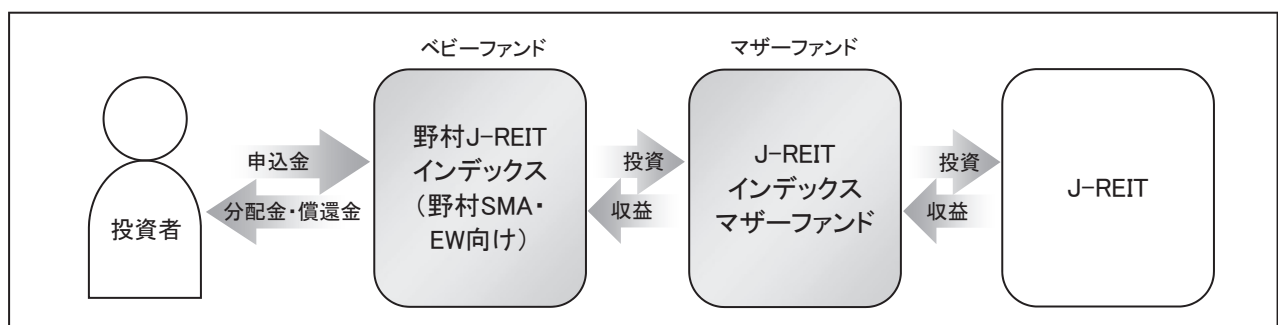 ベビーファンド
マザーファンド
投資者
申込金
分配金・償還金
野村J-REIT
インデックス
(野村SMA・
EW向け)
投資
収益
J-REIT
インデックス
マザーファンド
投資
収益
J-REIT